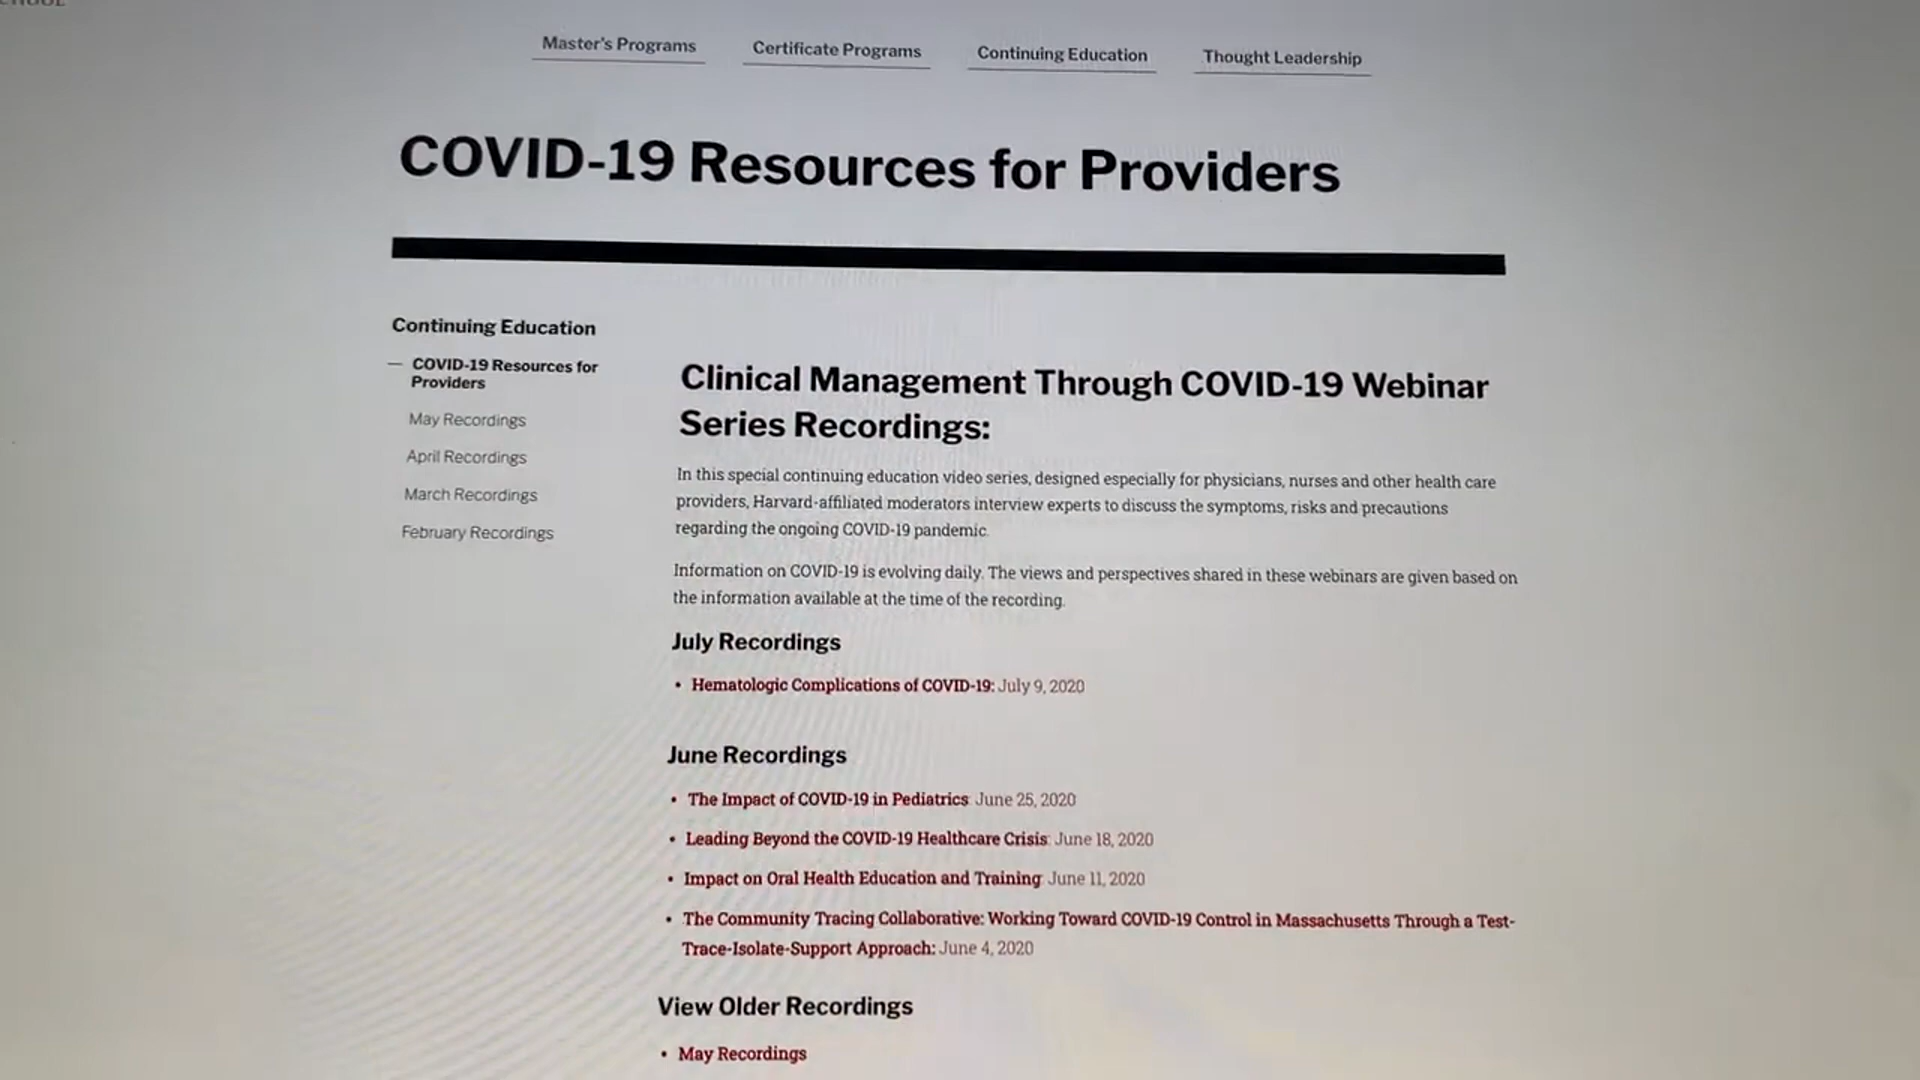 Master's Programs
Certificate Programs
Continuing Education
Thought Leadership
COVID-19 Resources for Providers
Continuing Education
— COVID-19 Resources for
Providers
May Recordings
April Recordings
March Recordings
February Recordings
Clinical Management Through COVID-19 Webinar
Series Recordings:
In this special continuing education video series, designed especially for physicians, nurses and other health care
providers, Harvard-affiliated moderators interview experts to discuss the symptoms, risks and precautions
regarding the ongoing COVID-19 pandemic.
Information on COVID-19 is evolving daily. The views and perspectives shared in these webinars are given based on
the information available at the time of the recording.
July Recordings
• Hematologic Complications of COVID-19: July 9, 2020
June Recordings
• The Impact of COVID-19 in Pediatrics: June 25, 2020
• Leading Beyond the COVID-19 Healthcare Crisis: June 18, 2020
• Impact on Oral Health Education and Training: June 11, 2020
• The Community Tracing Collaborative: Working Toward COVID-19 Control in Massachusetts Through a Test-
Trace-Isolate-Support Approach: June 4, 2020
View Older Recordings
• May Recordings